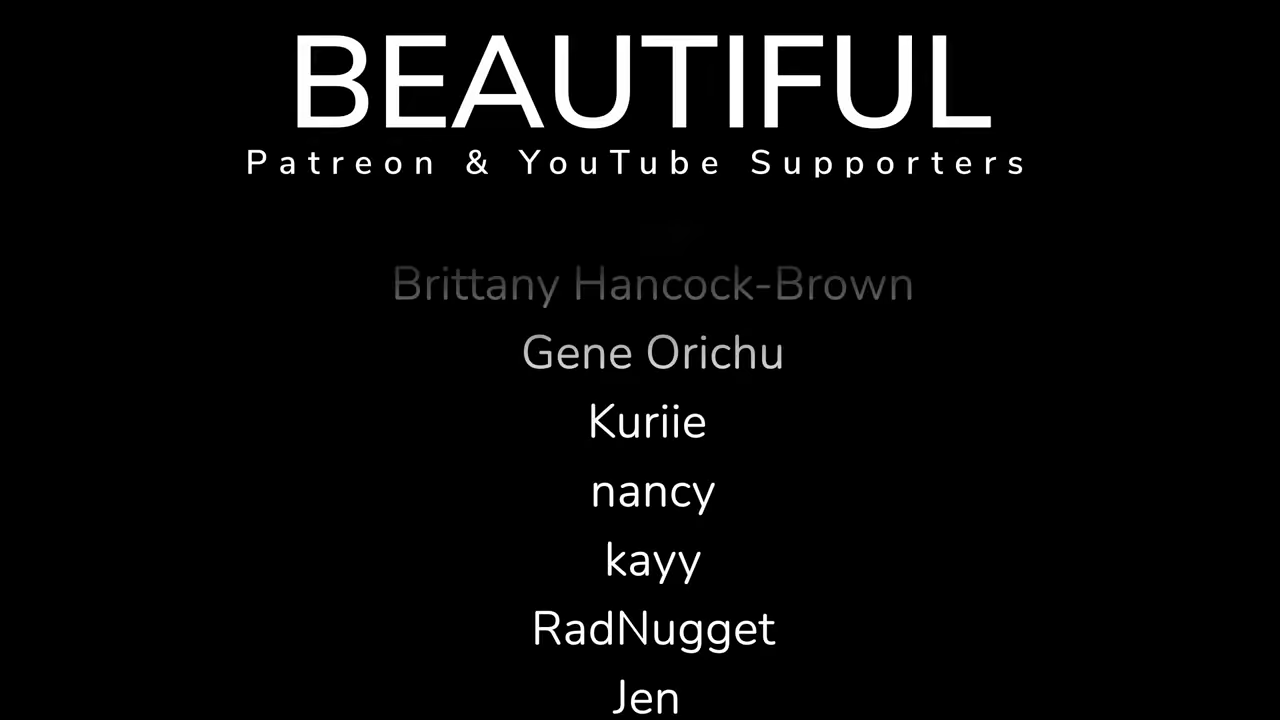 BEAUTIFUL
Patreon & YouTube Supporters
Brittany Hancock-Brown
Gene Orichu
Kuriie
nancy
kayy
RadNugget
Jen